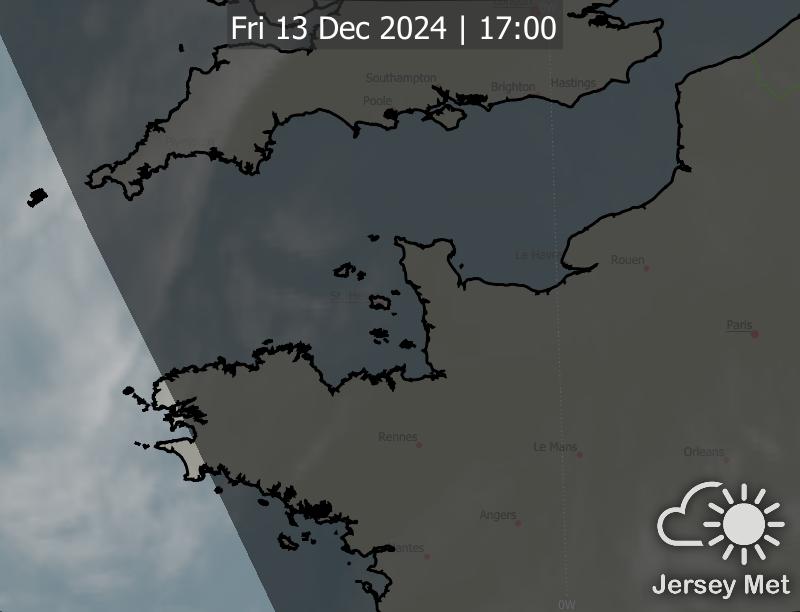 London
Fri 13 Dec 2024 | 17:00
Southampton
Brighton
Hastings
Poole
Le Havre
Rouen
Paris
Rennes
Le Mans
Orleans
Angers
Nantes
Jersey Met
0W